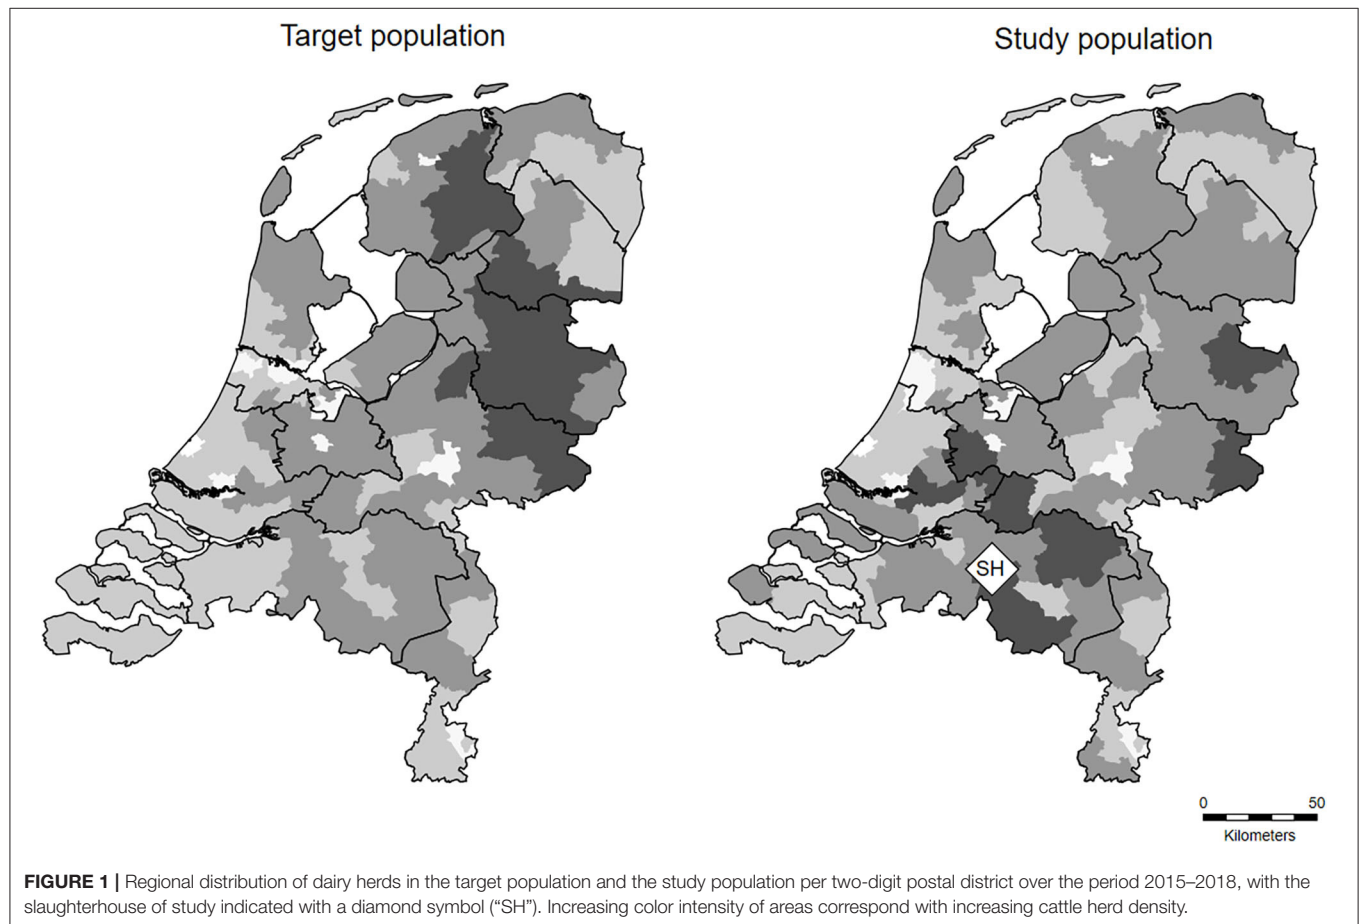 Target population
Study population
SH
0 50
Kilometers
FIGURE 1 | Regional distribution of dairy herds in the target population and the study population per two-digit postal district over the period 2015–2018, with the
slaughterhouse of study indicated with a diamond symbol (“SH”). Increasing color intensity of areas correspond with increasing cattle herd density.